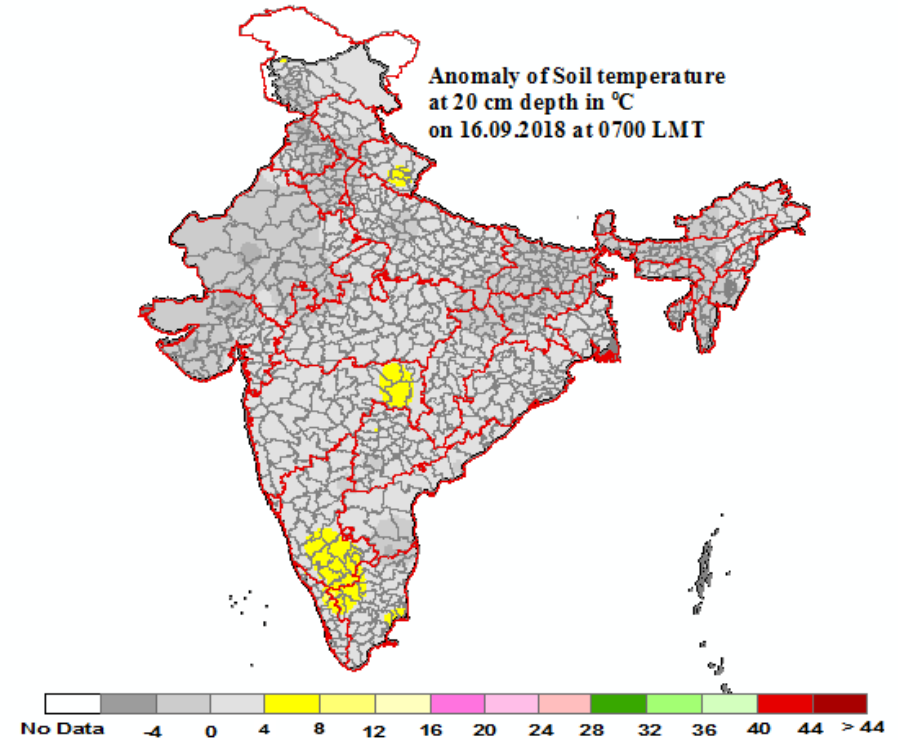 Anomaly of Soil temperature
at 20 cm depth in ⁰C
on 16.09.2018 at 0700 LMT
No Data -4 0 4 8 12 16 20 24 28 32 36 40 44 > 44